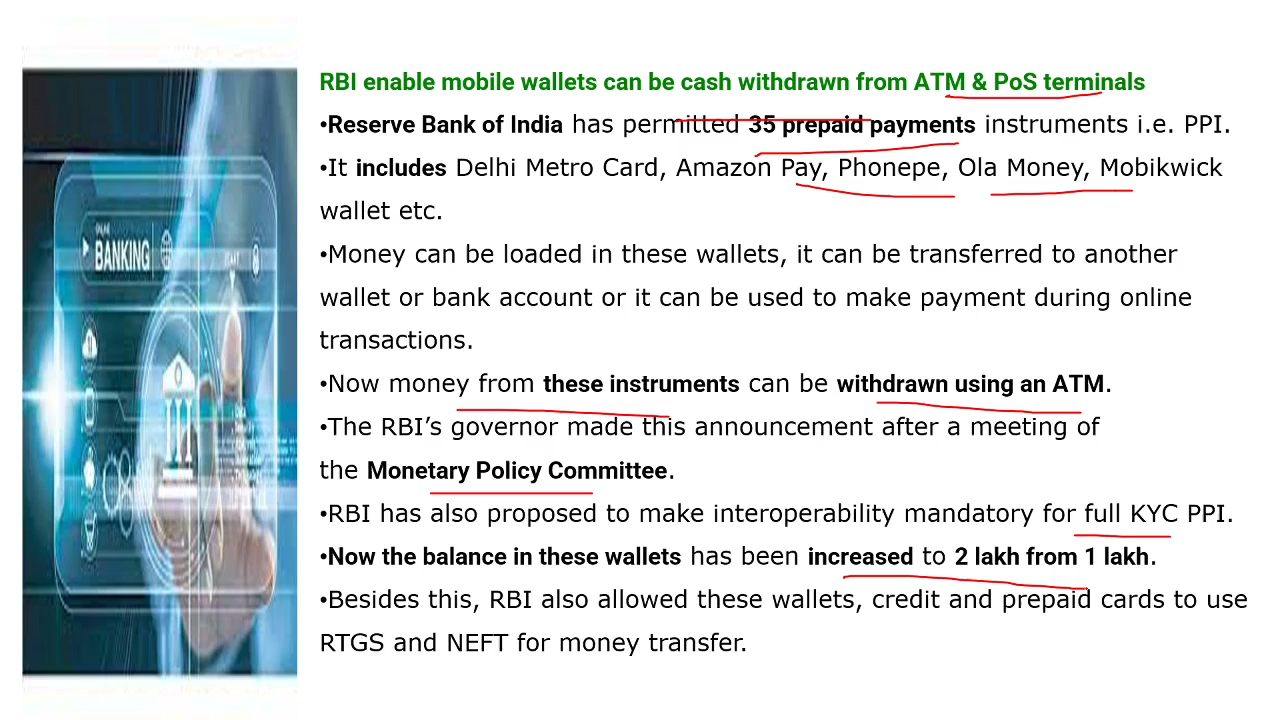 RBI enable mobile wallets can be cash withdrawn from ATM & PoS terminals
•Reserve Bank of India has permitted 35 prepaid payments instruments i.e. PPI.
•It includes Delhi Metro Card, Amazon Pay, Phonepe, Ola Money, Mobikwick
wallet etc.
•Money can be loaded in these wallets, it can be transferred to another
wallet or bank account or it can be used to make payment during online
transactions.
•Now money from these instruments can be withdrawn using an ATM.
•The RBI’s governor made this announcement after a meeting of
the Monetary Policy Committee.
•RBI has also proposed to make interoperability mandatory for full KYC PPI.
•Now the balance in these wallets has been increased to 2 lakh from 1 lakh.
•Besides this, RBI also allowed these wallets, credit and prepaid cards to use
RTGS and NEFT for money transfer.
ONLINE
BANKING